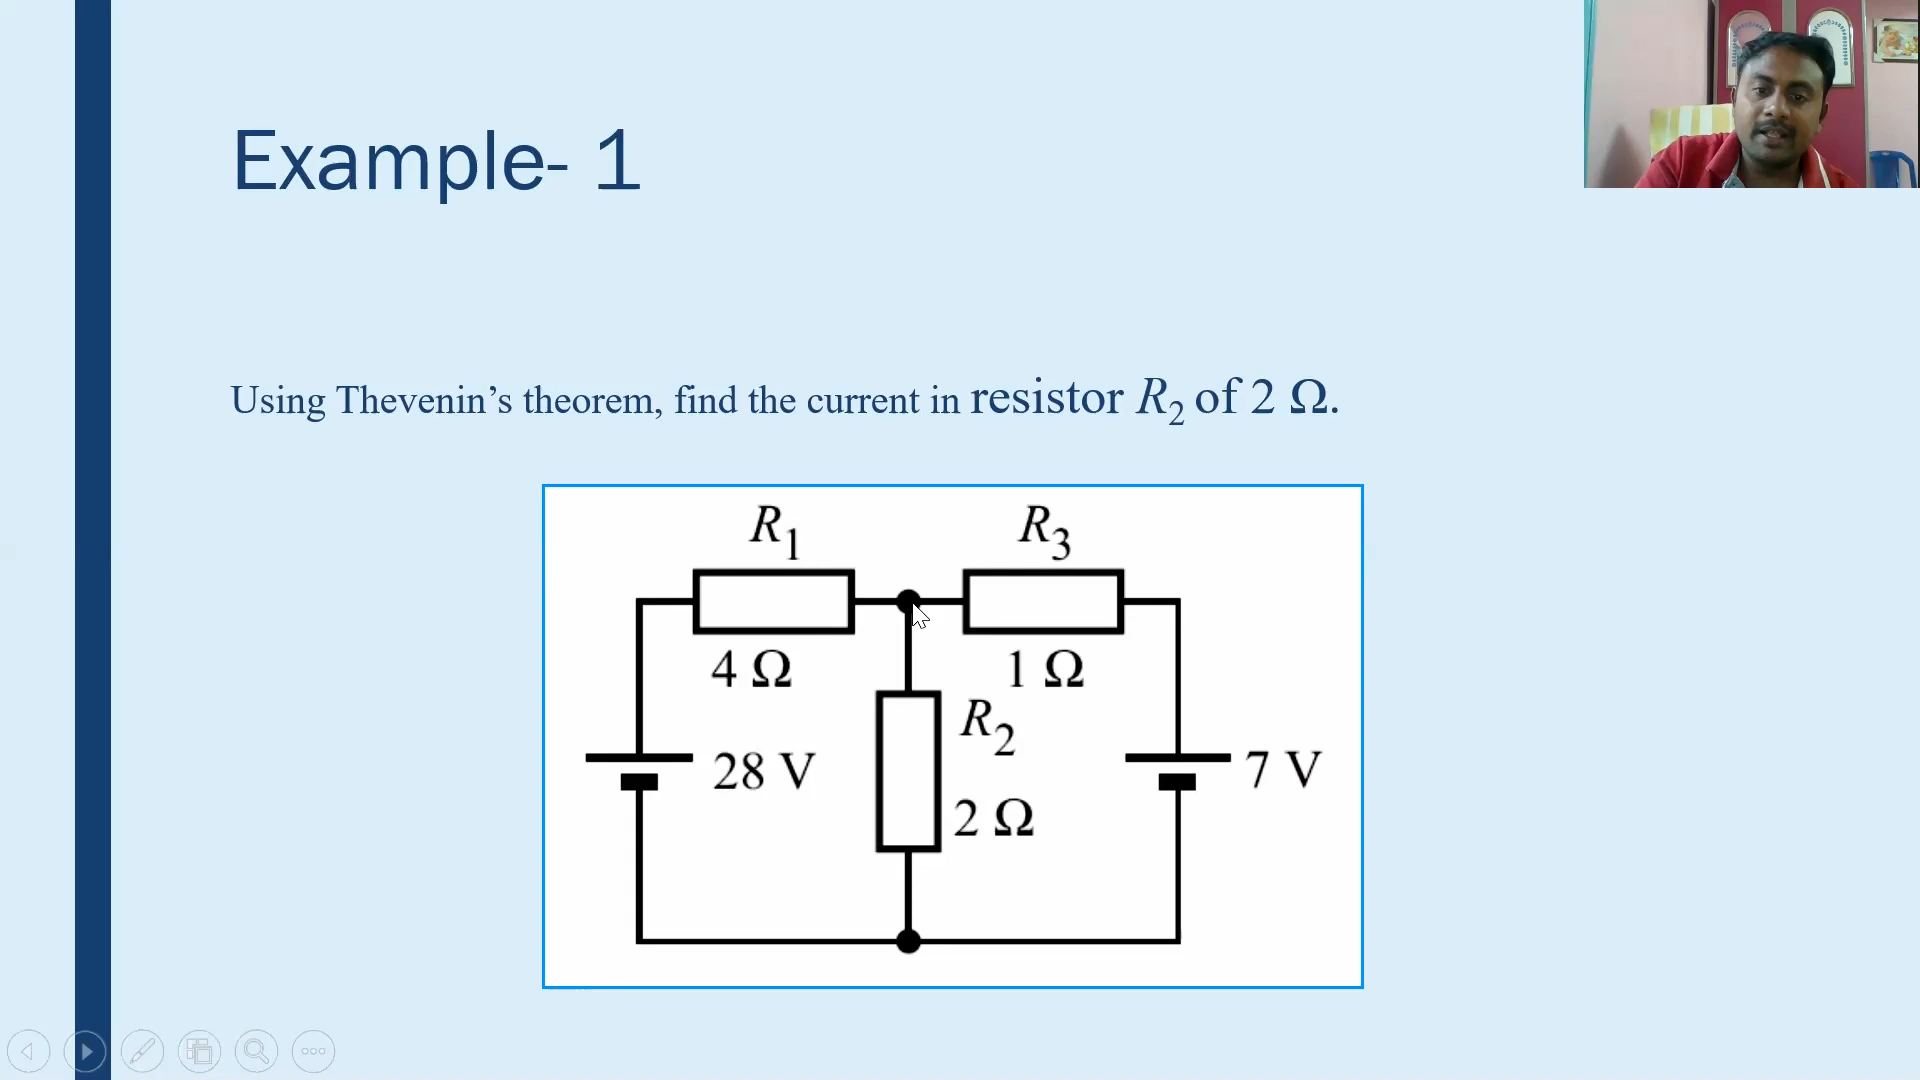 Example- 1
Using Thevenin’s theorem, find the current in resistor R2 of 2 Ω.
R1
R3
4 Ω
1 Ω
R2
28 V
7 V
2 Ω